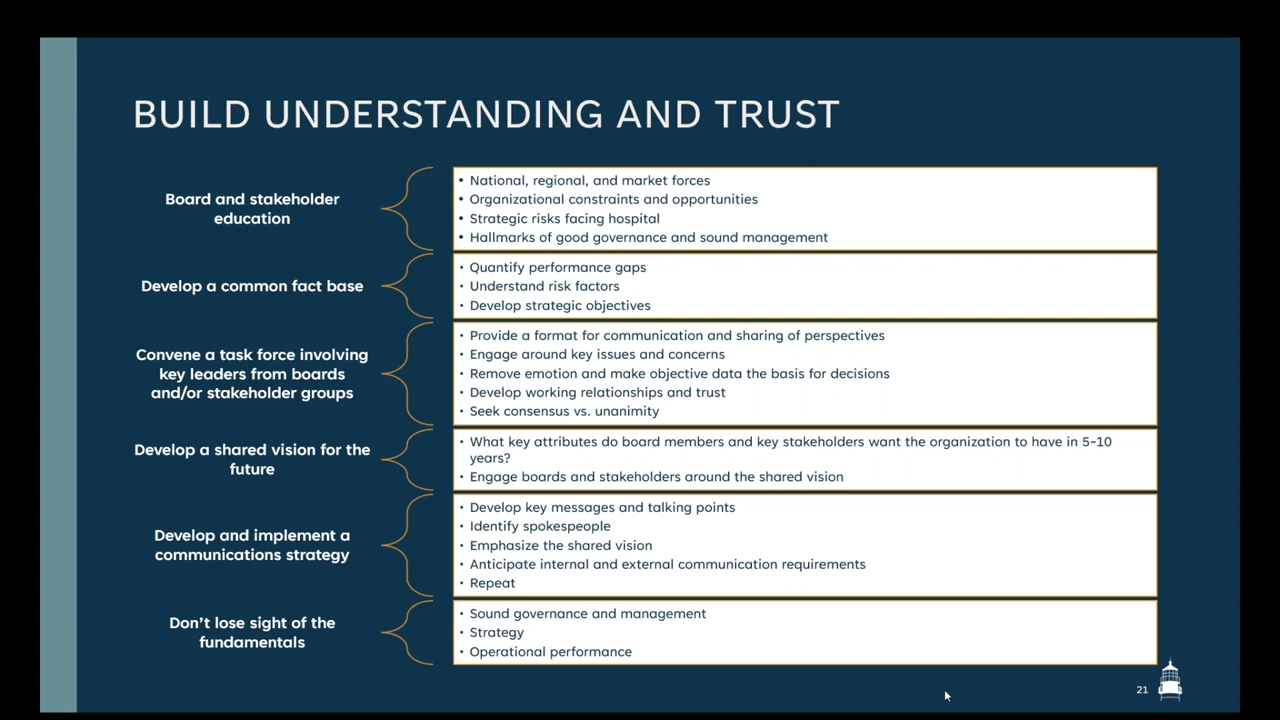 BUILD UNDERSTANDING AND TRUST
Board and stakeholder
education
• National, regional, and market forces
• Organizational constraints and opportunities
• Strategic risks facing hospital
• Hallmarks of good governance and sound management
Develop a common fact base
• Quantify performance gaps
• Understand risk factors
• Develop strategic objectives
Convene a task force involving
key leaders from boards
and/or stakeholder groups
• Provide a format for communication and sharing of perspectives
• Engage around key issues and concerns
• Remove emotion and make objective data the basis for decisions
• Develop working relationships and trust
• Seek consensus vs. unanimity
Develop a shared vision for the
future
• What key attributes do board members and key stakeholders want the organization to have in 5-10
years?
• Engage boards and stakeholders around the shared vision
Develop and implement a
communications strategy
• Develop key messages and talking points
• Identify spokespeople
• Emphasize the shared vision
• Anticipate internal and external communication requirements
• Repeat
Don't lose sight of the
fundamentals
• Sound governance and management
• Strategy
• Operational performance
21